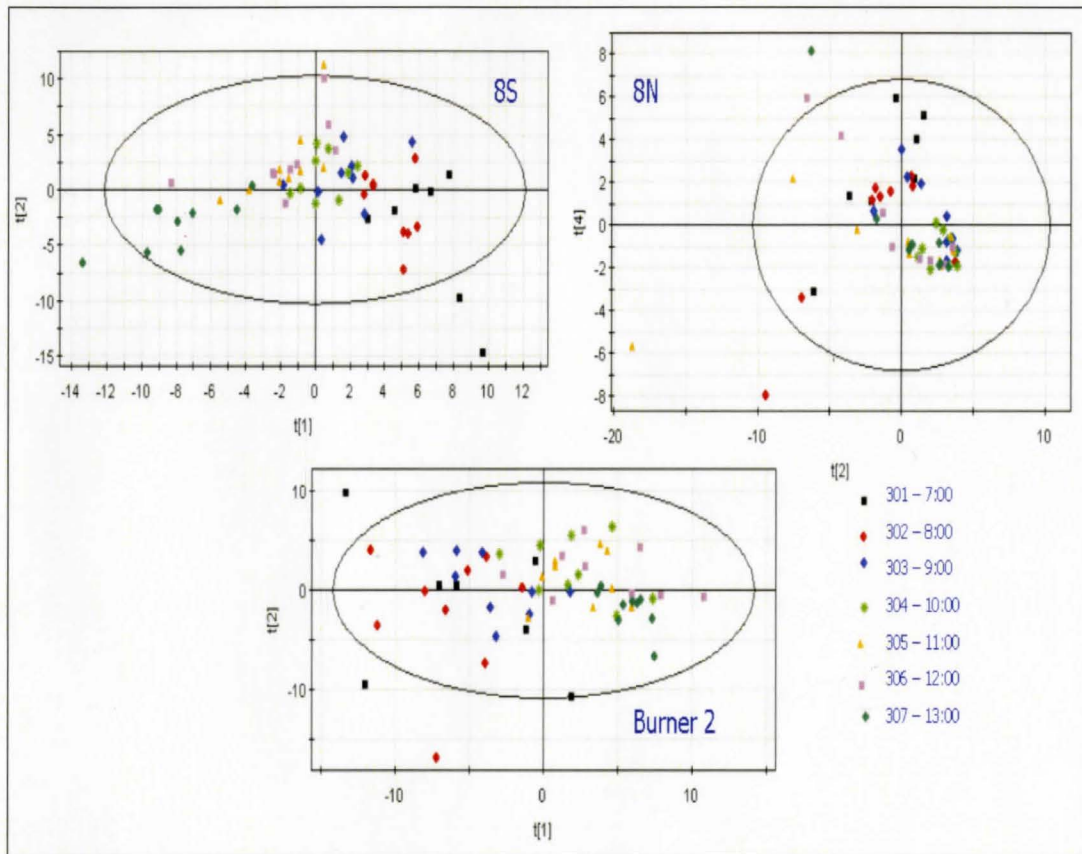 8S
10
5
0
-5
-10
-15
t[2]
-14 -12 -10 -8 -6 -4 -2 0 2 4 6 8 10 12
t[1]
8N
8
6
4
2
0
-2
-4
-6
-8
t[4]
-20 -10 0 10
t[2]
10
0
-10
t[2]
Burner 2
-10 0 10
t[1]
301 – 7:00
302 – 8:00
303 – 9:00
304 – 10:00
305 – 11:00
306 – 12:00
307 – 13:00